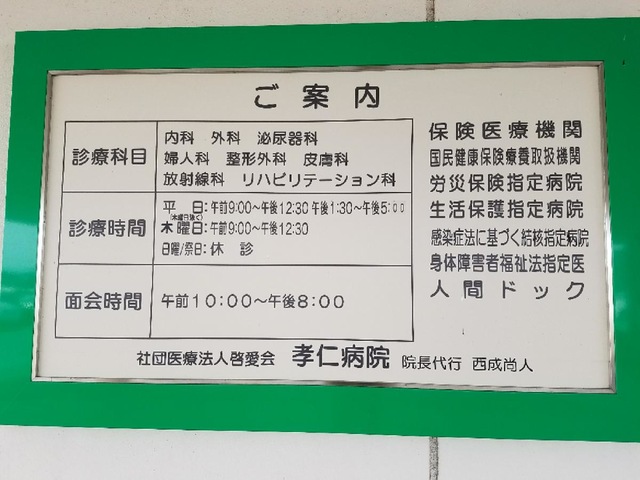 ご案内
診療科目
内科 外科 泌尿器科
婦人科 整形外科 皮膚科
放射線科 リハビリテーション科
診療時間
平日:午前9:00~午後12:30 午後1:30~午後5:00
(木曜日除く)
木曜日:午前9:00~午後12:30
日曜/祭日:休診
面会時間
午前10:00~午後8:00
保険医療機関
国民健康保険療養取扱機関
労災保険指定病院
生活保護指定病院
感染症法に基づく結核指定病院
身体障害者福祉法指定医
人間ドック
社団医療法人啓愛会 孝仁病院 院長代行 西成尚人